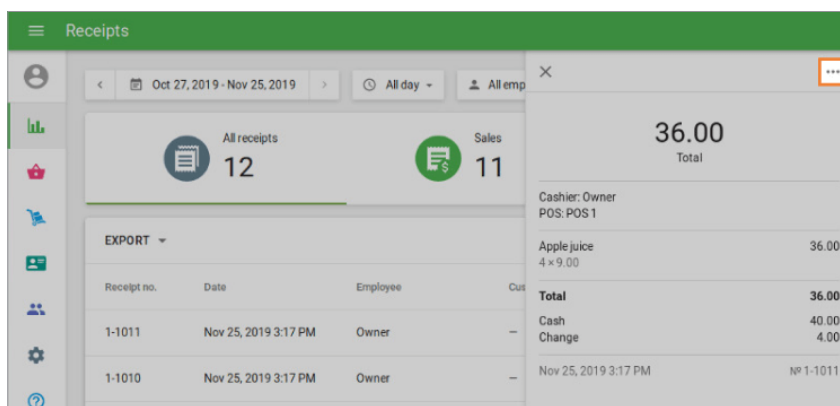 Receipts
Oct 27, 2019 - Nov 25, 2019
All day
All emp
All receipts
12
Sales
11
EXPORT
Receipt no. Date Employee Cus
1-1011 Nov 25, 2019 3:17 PM Owner –
1-1010 Nov 25, 2019 3:17 PM Owner –
36.00
Total
Cashier: Owner
POS: POS 1
Apple juice 36.00
4 × 9.00
Total 36.00
Cash 40.00
Change 4.00
Nov 25, 2019 3:17 PM № 1-1011